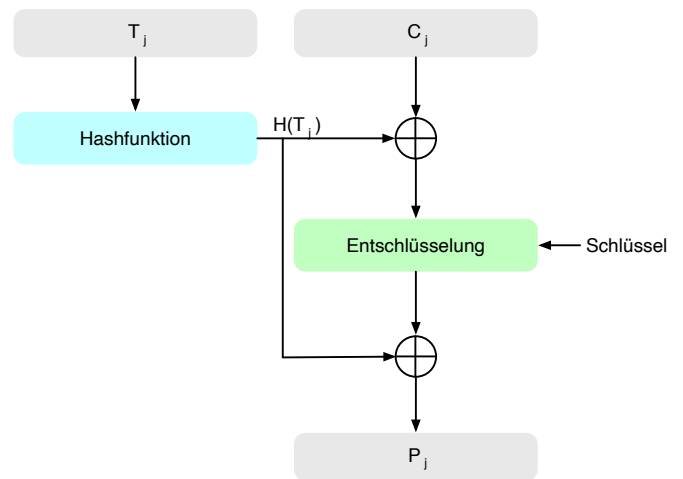 T j
C j
H(T j)
Hashfunktion
Entschlüsselung
Schlüssel
P j